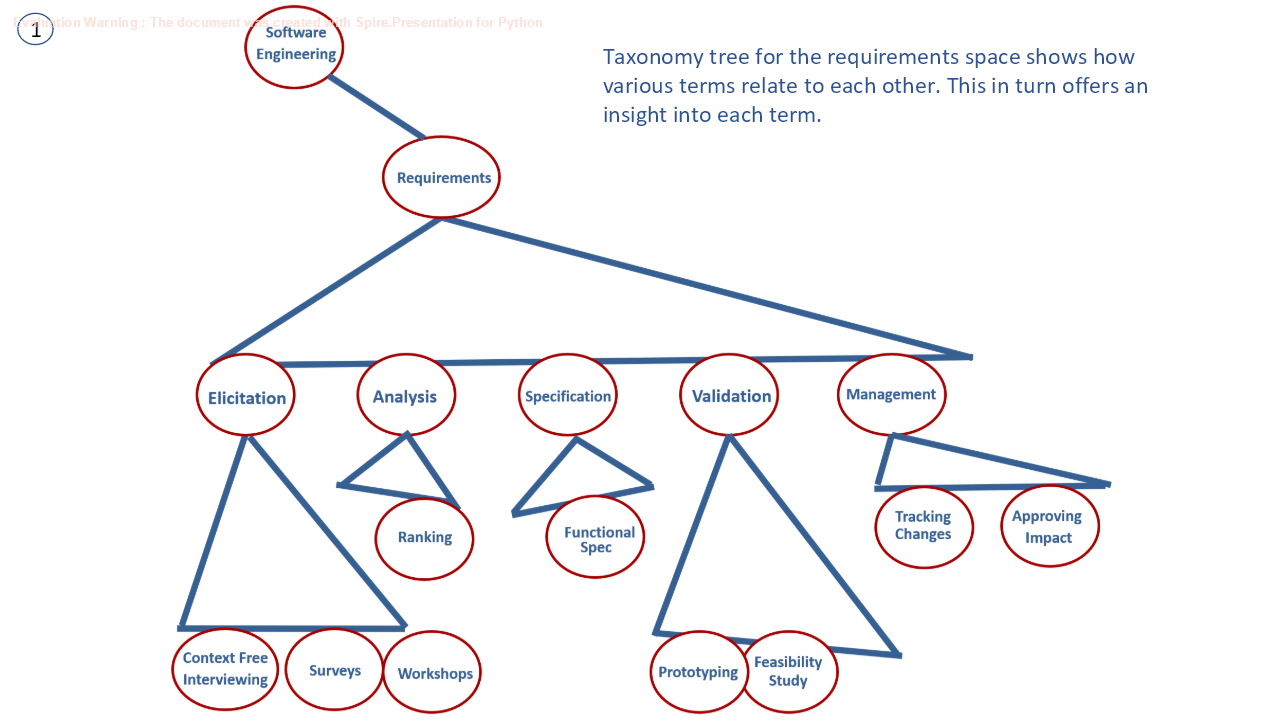 Evaluation Warning : The document was created with Spire.Presentation for Python
1
Software
Engineering
Taxonomy tree for the requirements space shows how
various terms relate to each other. This in turn offers an
insight into each term.
Requirements
Elicitation
Analysis
Specification
Validation
Management
Ranking
Functional
Spec
Tracking
Changes
Approving
Impact
Context Free
Interviewing
Surveys
Workshops
Prototyping
Feasibility
Study